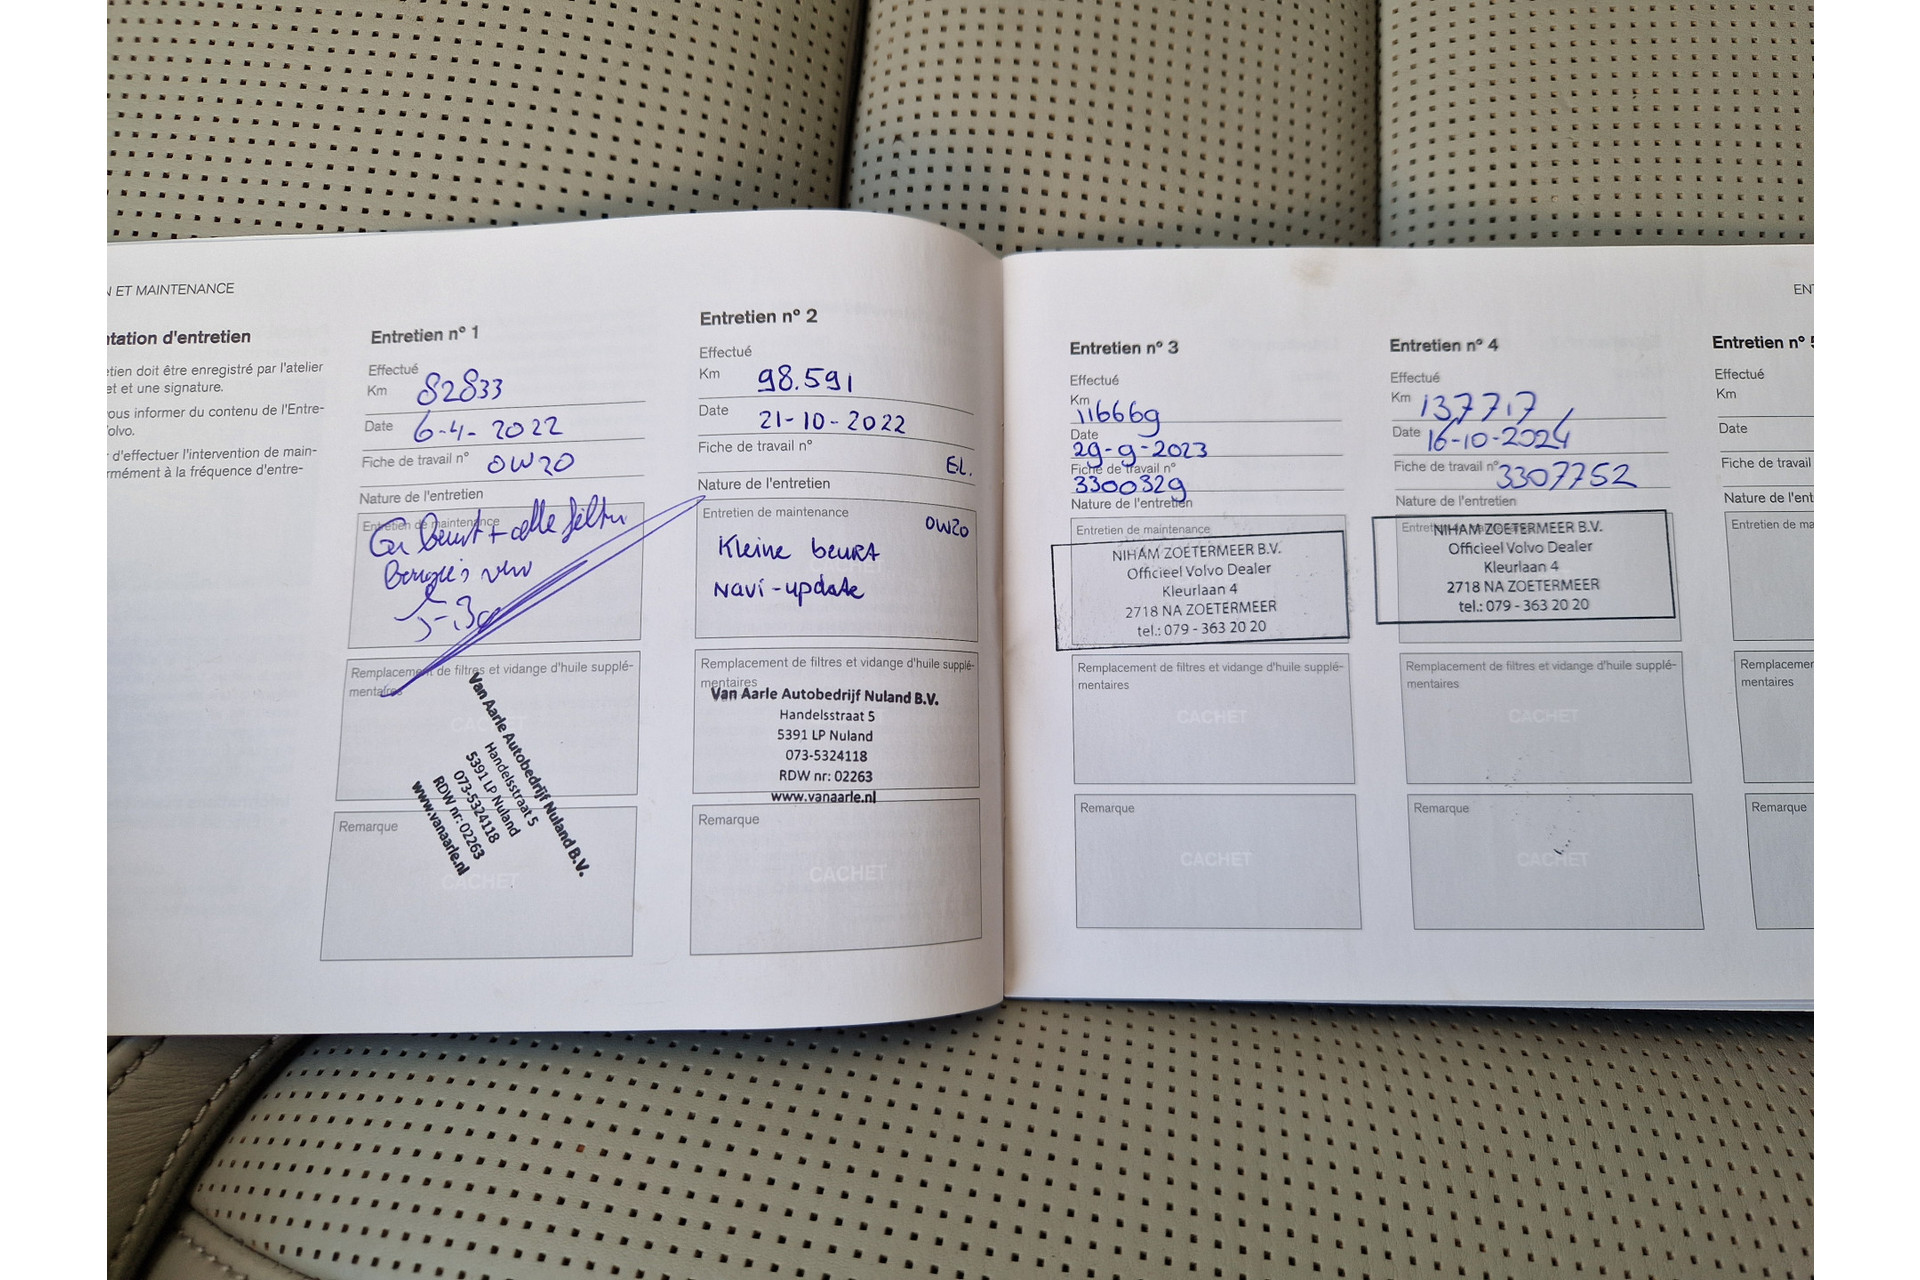 ET MAINTENANCE
tation d'entretien
tien doit être enregistré par l'atelier
et et une signature.
vous informer du contenu de l'Entre-
olvo.
d'effectuer l'intervention de main-
rmément à la fréquence d'entre-
Entretien n° 1
Effectué
Km 82833
Date 6-4-2022
Fiche de travail n° 0W20
Nature de l'entretien
Entretien de maintenance
beurt + alle
5-30
Remplacement de filtres et vidange d'huile supplé-
mentaires
CACHET
Van Aarle Autobedrijf Nuland B.V.
Handelsstraat 5
5391 LP Nuland
073-5324118
RDW nr: 02263
www.vanaarle.nl
Remarque
CACHET
Entretien n° 2
Effectué
Km 98.591
Date 21-10-2022
Fiche de travail n°
EL.
Nature de l'entretien
Entretien de maintenance
0W20
Kleine beurt
CACHET
Navi-update
Remplacement de filtres et vidange d'huile supplé-
mentaires
Van Aarle Autobedrijf Nuland B.V.
Handelsstraat 5
5391 LP Nuland
073-5324118
RDW nr: 02263
www.vanaarle.nl
Remarque
CACHET
Entretien n° 3
Effectué
Km
116669
Date
29-9-2023
Fiche de travail n°
3300329
Nature de l'entretien
Entretien de maintenance
NIHAM ZOETERMEER B.V.
Officieel Volvo Dealer
Kleurlaan 4
2718 NA ZOETERMEER
tel.: 079 - 363 20 20
Remplacement de filtres et vidange d'huile supplé-
mentaires
CACHET
Remarque
CACHET
EN
Entretien n° 4
Effectué
Km 137717
Date 16-10-2024
Fiche de travail n° 3307752
Nature de l'entretien
NIHAM ZOETERMEER B.V.
Officieel Volvo Dealer
Kleurlaan 4
2718 NA ZOETERMEER
tel.: 079 - 363 20 20
Remplacement de filtres et vidange d'huile supplé-
mentaires
CACHET
Remarque
CACHET
Entretien n° 5
Effectué
Km
Date
Fiche de travail
Nature de l'ent
Entretien de ma
Remplacemer
mentaires
Remarque